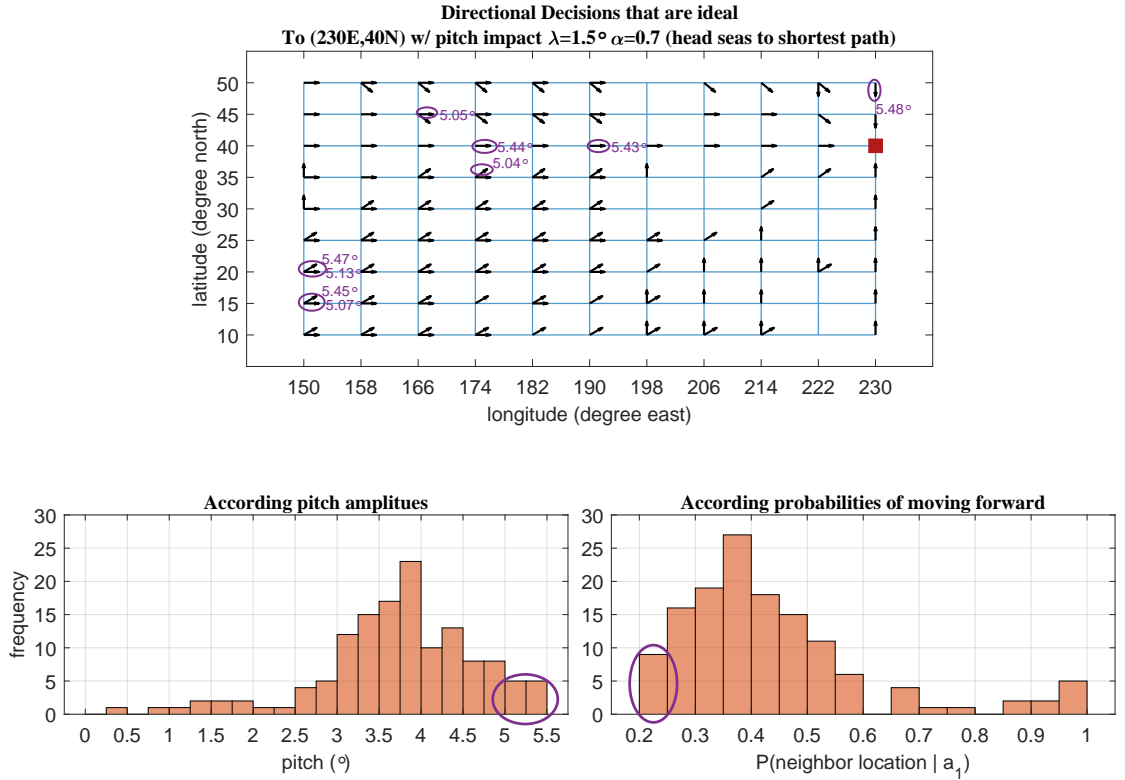 Directional Decisions that are ideal
To (230E,40N) w/ pitch impact λ=1.5° α=0.7 (head seas to shortest path)
latitude (degree north)
50
45
40
35
30
25
20
15
10
5.05°
5.48°
5.44°
5.43°
5.04°
5.47°
5.13°
5.45°
5.07°
150 158 166 174 182 190 198 206 214 222 230
longitude (degree east)
According pitch amplitues
frequency
30
25
20
15
10
5
0
0 0.5 1 1.5 2 2.5 3 3.5 4 4.5 5 5.5
pitch (°)
According probabilities of moving forward
30
25
20
15
10
5
0
0.2 0.3 0.4 0.5 0.6 0.7 0.8 0.9 1
P(neighbor location | a₁)